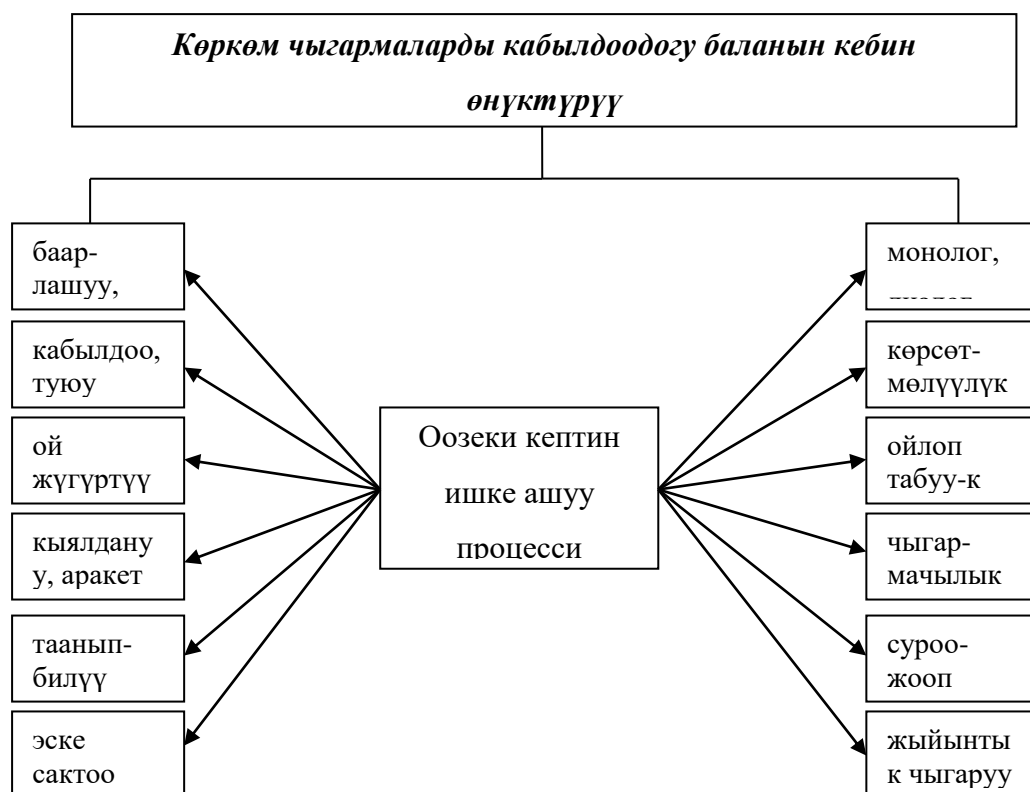 Көркөм чыгармаларды кабылдоодогу баланын кебин
өнүктүрүү
баар-
лашуу,
кабылдоо,
туюу
ой
жүгүртүү
кыялдану
у, аракет
таанып-
билүү
эске
сактоо
Оозеки кептин
ишке ашуу
процесси
монолог,
көрсөт-
мөлүүлүк
ойлоп
табуу-к
чыгар-
мачылык
суроо-
жооп
жыйынты
к чыгаруу